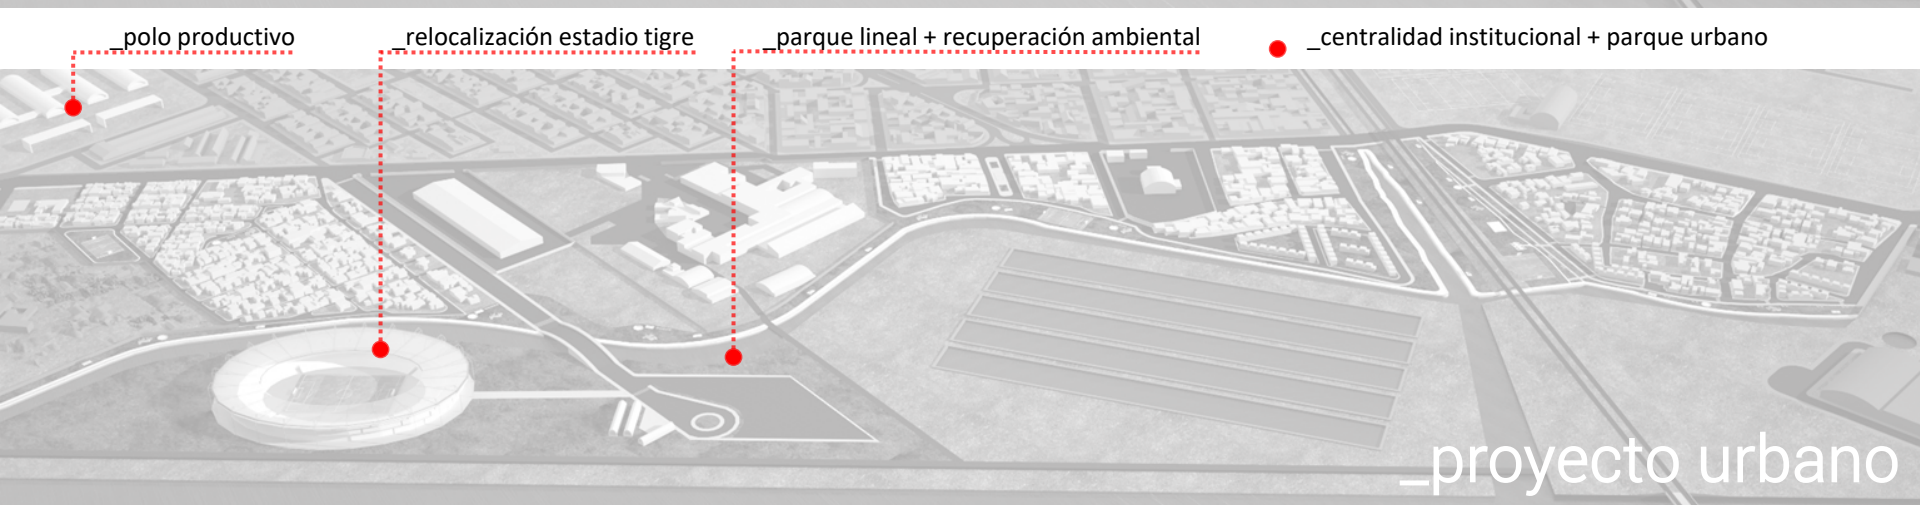 _polo productivo
_relocalización estadio tigre
_parque lineal + recuperación ambiental
_centralidad institucional + parque urbano
_proyecto urbano